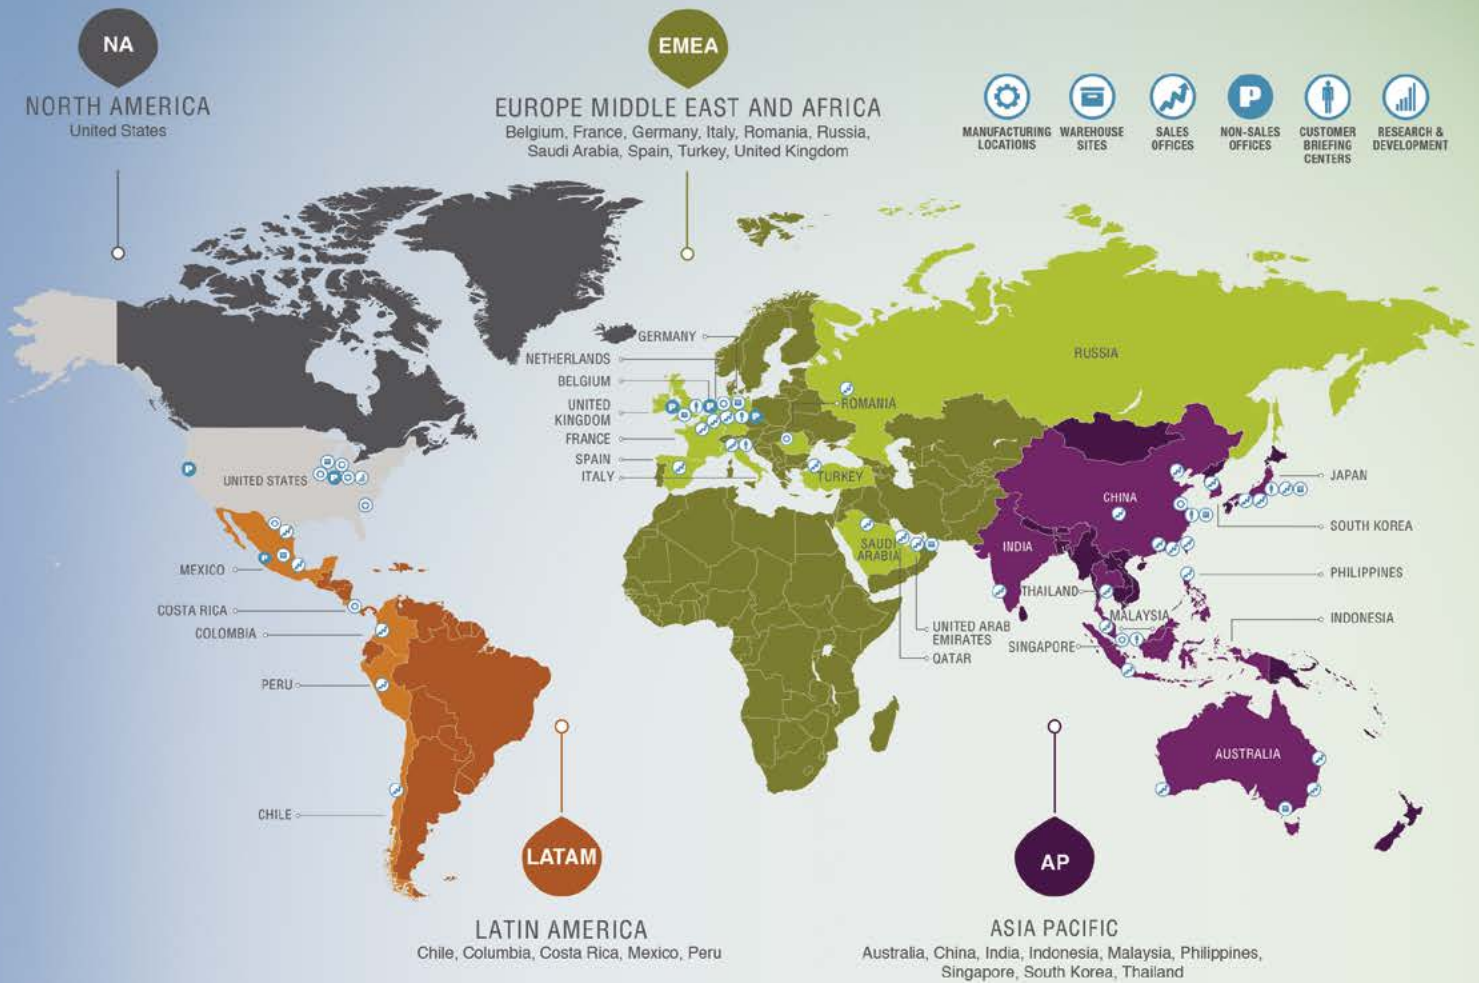 NA
NORTH AMERICA
United States
EMEA
EUROPE MIDDLE EAST AND AFRICA
Belgium, France, Germany, Italy, Romania, Russia,
Saudi Arabia, Spain, Turkey, United Kingdom
MANUFACTURING
LOCATIONS
WAREHOUSE
SITES
SALES
OFFICES
P
NON-SALES
OFFICES
CUSTOMER
BRIEFING
CENTERS
RESEARCH &
DEVELOPMENT
GERMANY
NETHERLANDS
BELGIUM
UNITED
KINGDOM
FRANCE
SPAIN
ITALY
RUSSIA
ROMANIA
TURKEY
UNITED STATES
P
P
P
P
P
P
MEXICO
COSTA RICA
COLOMBIA
PERU
CHILE
SAUDI
ARABIA
UNITED ARAB
EMIRATES
QATAR
CHINA
INDIA
THAILAND
MALAYSIA
SINGAPORE
JAPAN
SOUTH KOREA
PHILIPPINES
INDONESIA
AUSTRALIA
LATAM
LATIN AMERICA
Chile, Columbia, Costa Rica, Mexico, Peru
AP
ASIA PACIFIC
Australia, China, India, Indonesia, Malaysia, Philippines,
Singapore, South Korea, Thailand